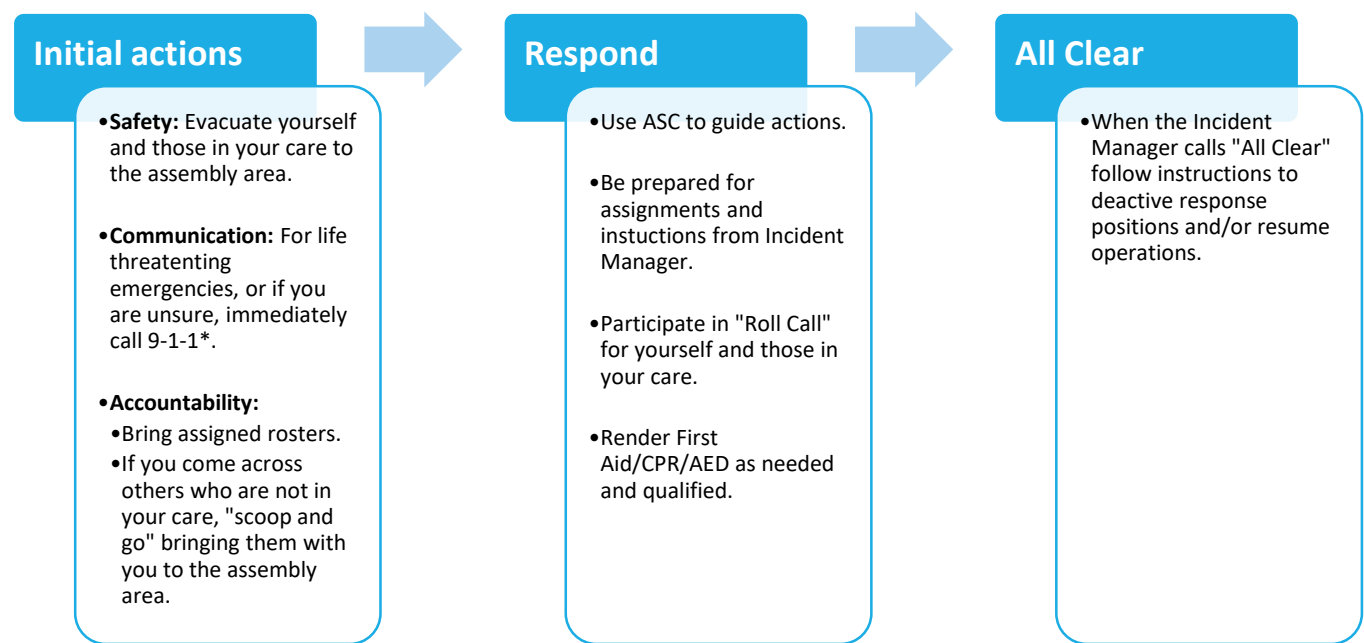 Initial actions
•Safety: Evacuate yourself
and those in your care to
the assembly area.
•Communication: For life
threatenting
emergencies, or if you
are unsure, immediately
call 9-1-1*.
•Accountability:
•Bring assigned rosters.
•If you come across
others who are not in
your care, "scoop and
go" bringing them with
you to the assembly
area.
Respond
•Use ASC to guide actions.
•Be prepared for
assignments and
instuctions from Incident
Manager.
•Participate in "Roll Call"
for yourself and those in
your care.
•Render First
Aid/CPR/AED as needed
and qualified.
All Clear
•When the Incident
Manager calls "All Clear"
follow instructions to
deactive response
positions and/or resume
operations.